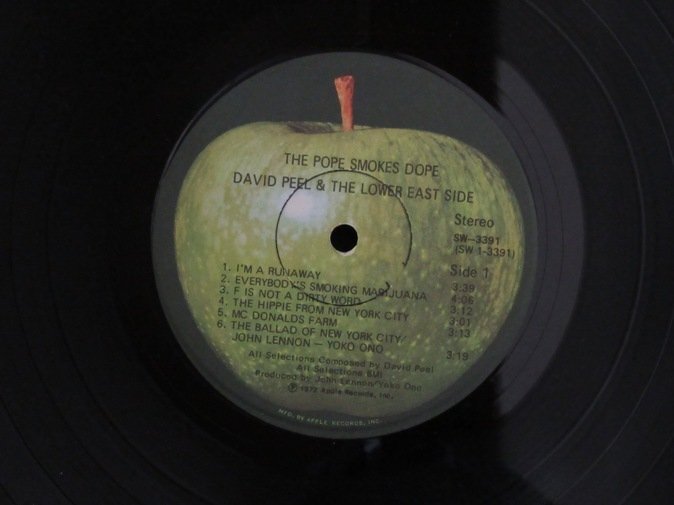 THE POPE SMOKES DOPE
DAVID PEEL & THE LOWER EAST SIDE
Stereo
SW-3391
(SW 1-3391)
Side 1
1. I'M A RUNAWAY 3:39
2. EVERYBODY'S SMOKING MARIJUANA 4:06
3. F IS NOT A DIRTY WORD 3:12
4. THE HIPPIE FROM NEW YORK CITY 3:01
5. MC DONALDS FARM 3:13
6. THE BALLAD OF NEW YORK CITY/
JOHN LENNON – YOKO ONO 3:19
All Selections Composed by David Peel
All Selections BMI
Produced by John Lennon/Yoko Ono
℗ 1972 Apple Records, Inc.
MFD. BY APPLE RECORDS, INC.